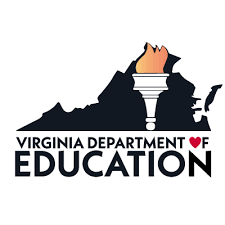 VIRGINIA DEPARTMENT OF
EDUCATION